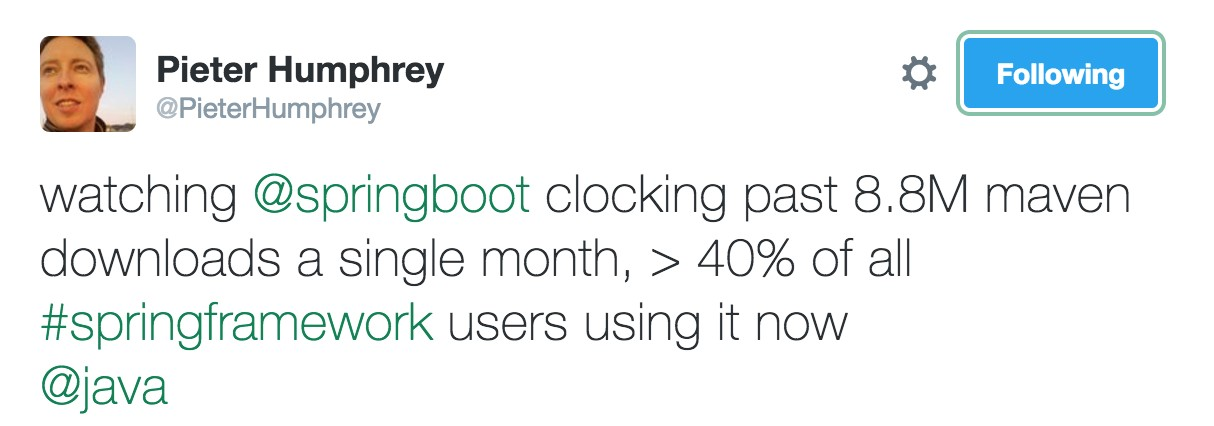 Pieter Humphrey
@PieterHumphrey
Following
watching @springboot clocking past 8.8M maven
downloads a single month, > 40% of all
#springframework users using it now
@java